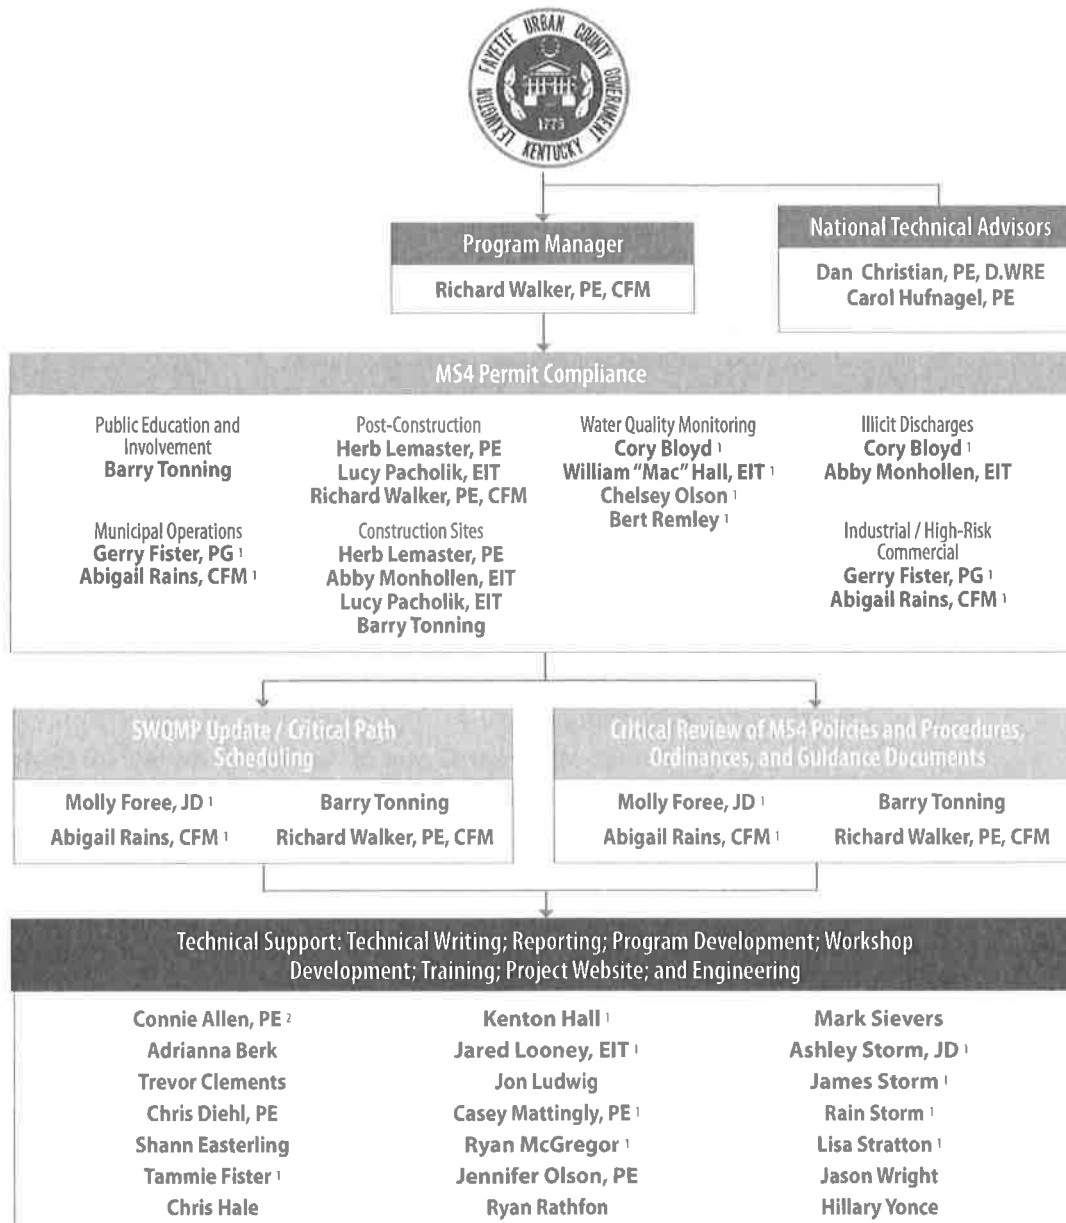 LEXINGTON FAYETTE URBAN COUNTY GOVERNMENT
KENTUCKY
1775
Program Manager
Richard Walker, PE, CFM
National Technical Advisors
Dan Christian, PE, D.WRE
Carol Hufnagel, PE
MS4 Permit Compliance
Public Education and
Involvement
Barry Tonning
Municipal Operations
Gerry Fister, PG 1
Abigail Rains, CFM 1
Post-Construction
Herb Lemaster, PE
Lucy Pacholik, EIT
Richard Walker, PE, CFM
Construction Sites
Herb Lemaster, PE
Abby Monhollen, EIT
Lucy Pacholik, EIT
Barry Tonning
Water Quality Monitoring
Cory Bloyd 1
William "Mac" Hall, EIT 1
Chelsey Olson 1
Bert Remley 1
Illicit Discharges
Cory Bloyd 1
Abby Monhollen, EIT
Industrial / High-Risk
Commercial
Gerry Fister, PG 1
Abigail Rains, CFM 1
SWQMP Update / Critical Path
Scheduling
Molly Foree, JD 1
Abigail Rains, CFM 1
Barry Tonning
Richard Walker, PE, CFM
Critical Review of MS4 Policies and Procedures,
Ordinances, and Guidance Documents
Molly Foree, JD 1
Abigail Rains, CFM 1
Barry Tonning
Richard Walker, PE, CFM
Technical Support: Technical Writing; Reporting; Program Development; Workshop
Development; Training; Project Website; and Engineering
Connie Allen, PE 2
Adrianna Berk
Trevor Clements
Chris Diehl, PE
Shann Easterling
Tammie Fister 1
Chris Hale
Kenton Hall 1
Jared Looney, EIT 1
Jon Ludwig
Casey Mattingly, PE 1
Ryan McGregor 1
Jennifer Olson, PE
Ryan Rathfon
Mark Sievers
Ashley Storm, JD 1
James Storm 1
Rain Storm 1
Lisa Stratton 1
Jason Wright
Hillary Yonce